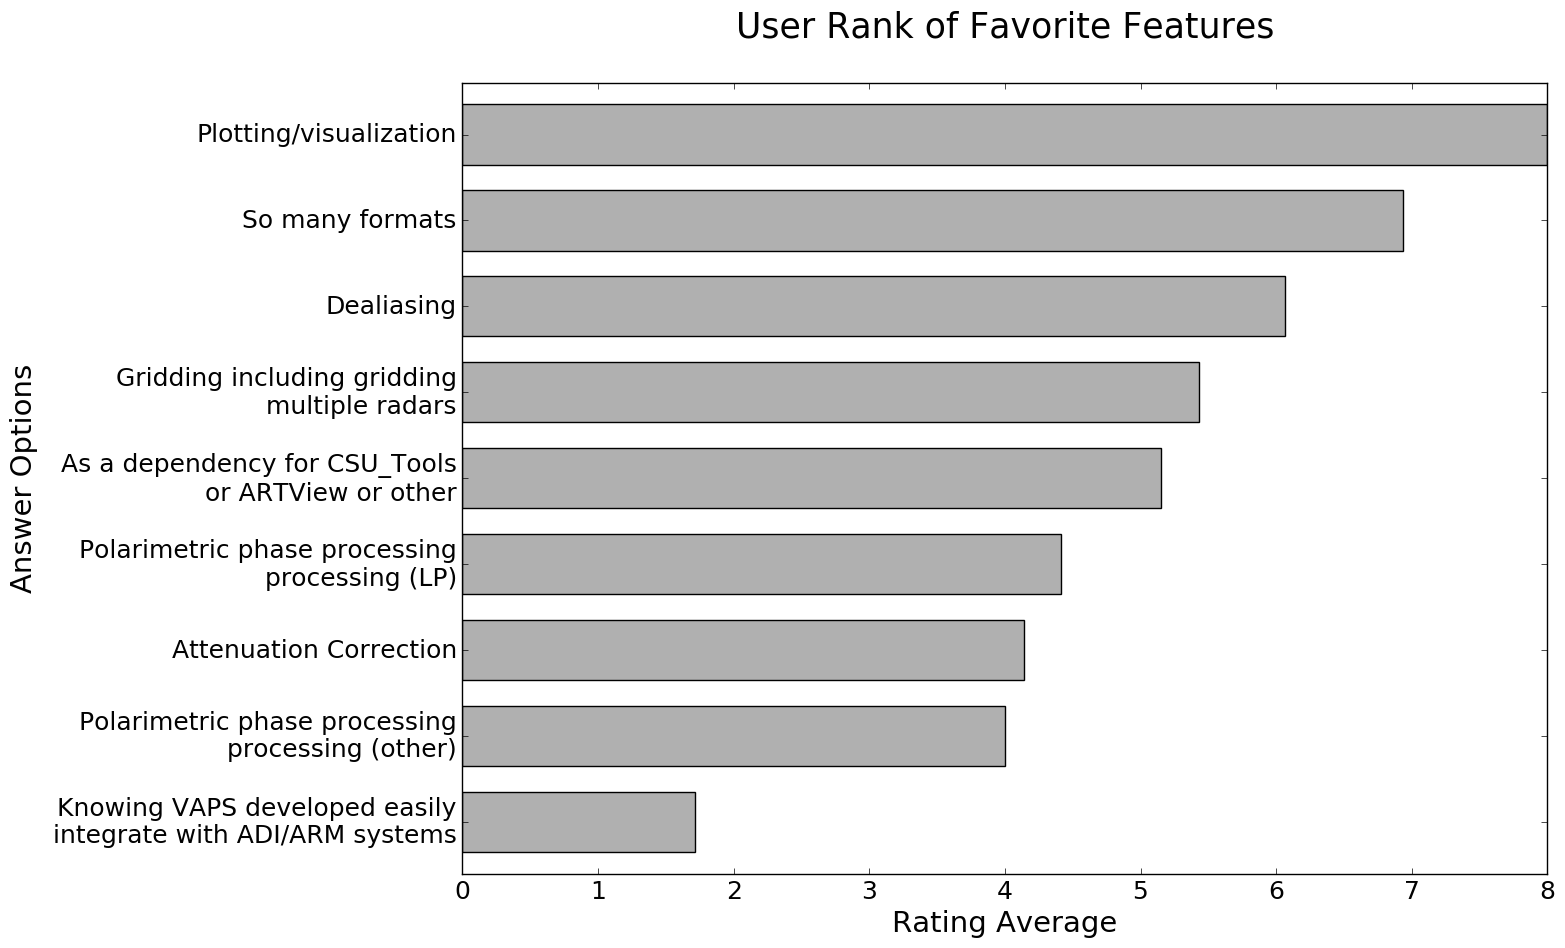 User Rank of Favorite Features
Plotting/visualization
So many formats
Dealiasing
Gridding including gridding
multiple radars
As a dependency for CSU_Tools
or ARTView or other
Polarimetric phase processing
processing (LP)
Attenuation Correction
Polarimetric phase processing
processing (other)
Knowing VAPS developed easily
integrate with ADI/ARM systems
Answer Options
0 1 2 3 4 5 6 7 8
Rating Average